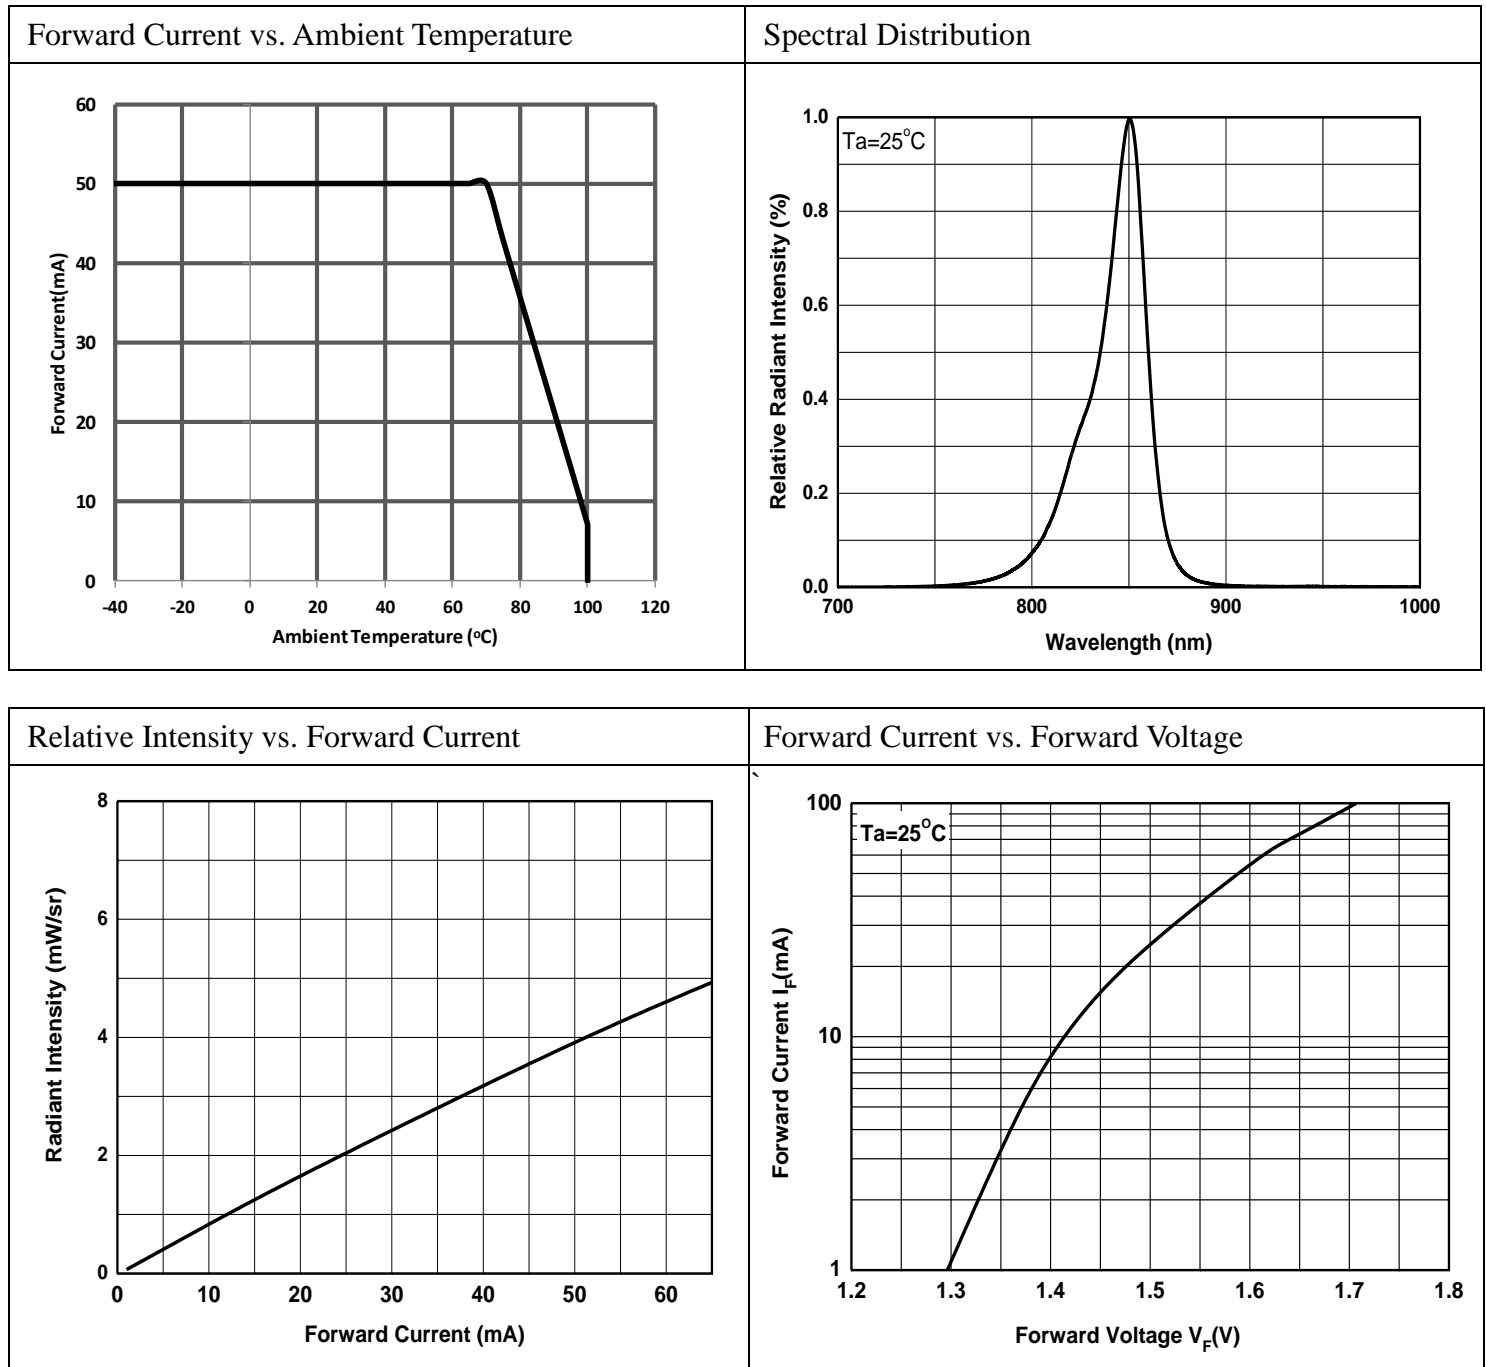 Forward Current vs. Ambient Temperature
Spectral Distribution
60
50
40
30
20
10
0
Forward Current(mA)
-40 -20 0 20 40 60 80 100 120
Ambient Temperature (°C)
Ta=25°C
1.0
0.8
0.6
0.4
0.2
0.0
Relative Radiant Intensity (%)
700 800 900 1000
Wavelength (nm)
Relative Intensity vs. Forward Current
Forward Current vs. Forward Voltage
8
6
4
2
0
Radiant Intensity (mW/sr)
0 10 20 30 40 50 60
Forward Current (mA)
`
Ta=25°C
100
10
1
Forward Current I_F(mA)
1.2 1.3 1.4 1.5 1.6 1.7 1.8
Forward Voltage V_F(V)